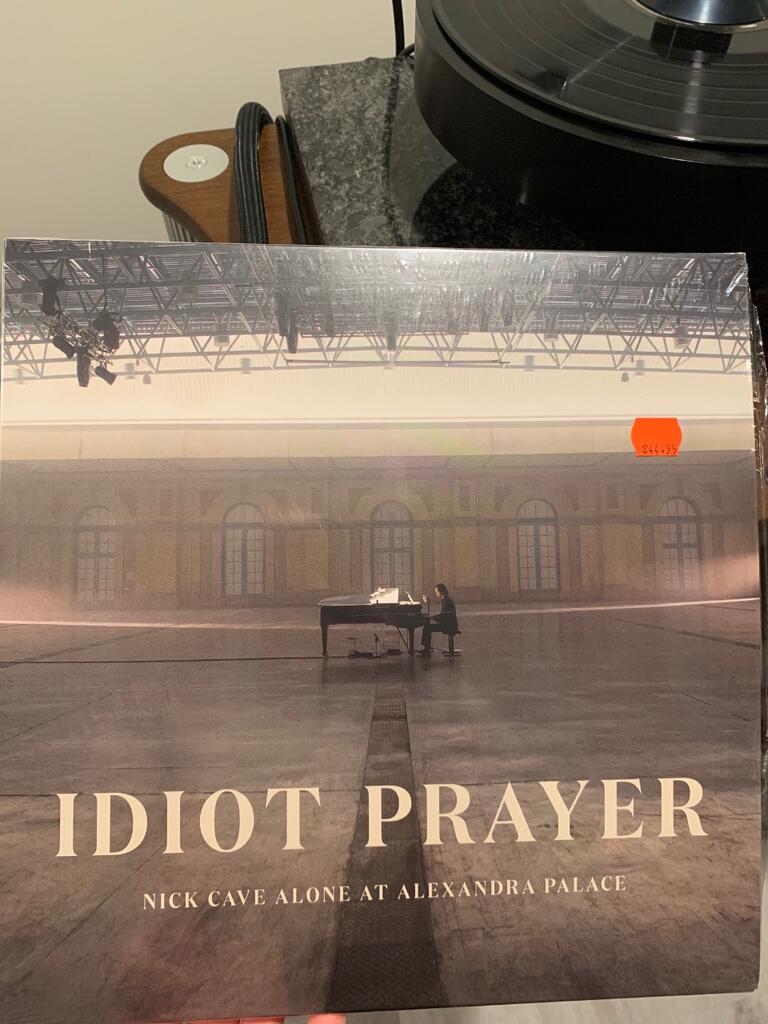 $44.95
IDIOT PRAYER
NICK CAVE ALONE AT ALEXANDRA PALACE